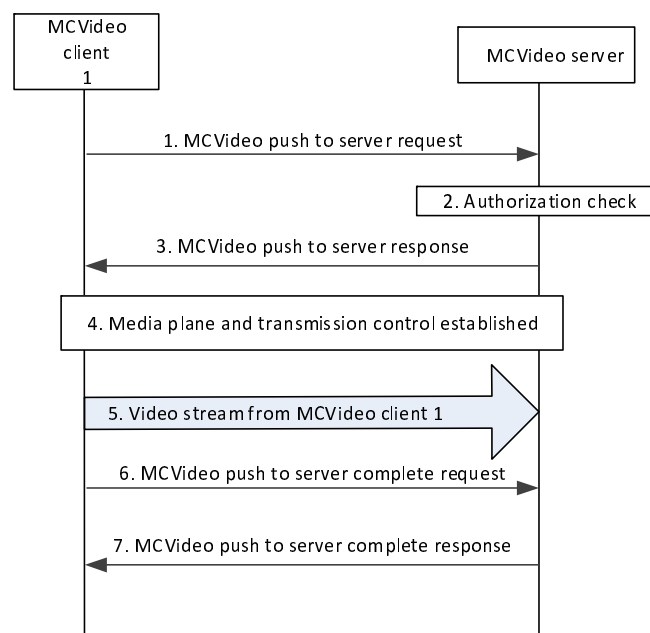 MCVideo
client
1
MCVideo server
1. MCVideo push to server request
2. Authorization check
3. MCVideo push to server response
4. Media plane and transmission control established
5. Video stream from MCVideo client 1
6. MCVideo push to server complete request
7. MCVideo push to server complete response